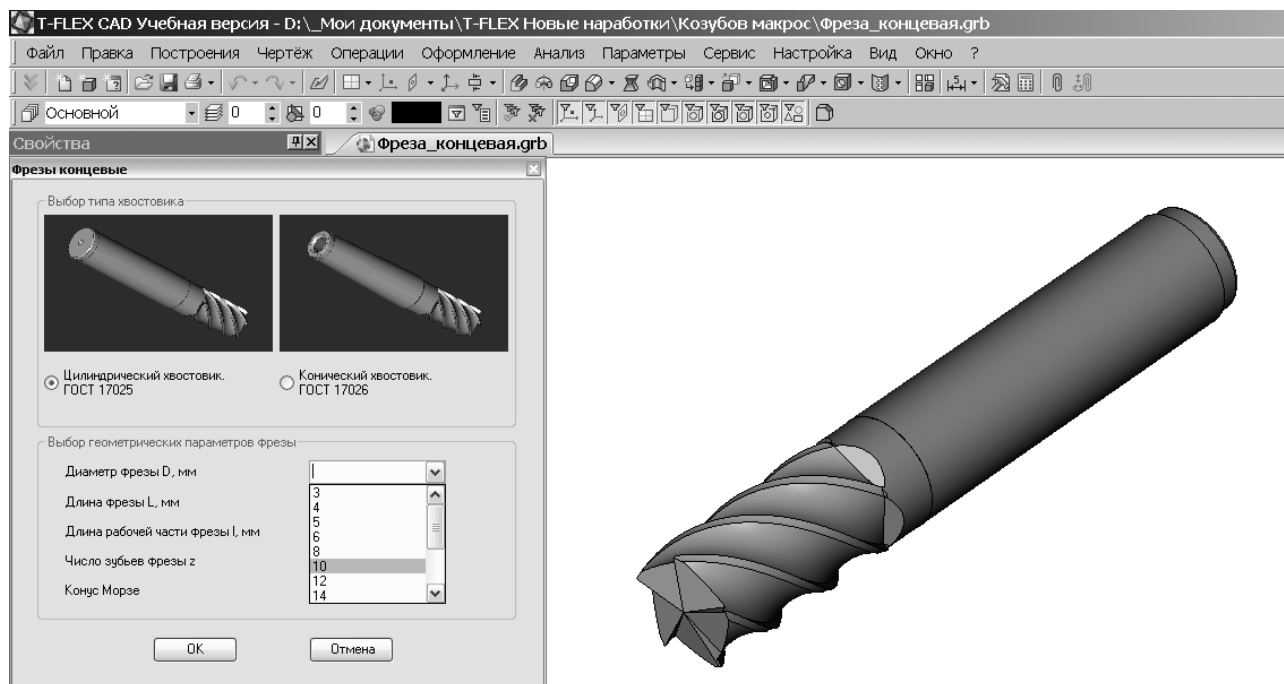 T-FLEX CAD Учебная версия - D:\_Мои документы\T-FLEX Новые наработки\Козубов макрос\Фреза_концевая.grb
Файл Правка Построения Чертёж Операции Оформление Анализ Параметры Сервис Настройка Вид Окно ?
Основной 0 0
Свойства
Фреза_концевая.grb
Фрезы концевые
Выбор типа хвостовика
Цилиндрический хвостовик. ГОСТ 17025
Конический хвостовик. ГОСТ 17026
Выбор геометрических параметров фрезы
Диаметр фрезы D, мм
3
4
Длина фрезы L, мм
5
6
Длина рабочей части фрезы l, мм
8
Число зубьев фрезы z
10
12
Конус Морзе
14
ОК Отмена